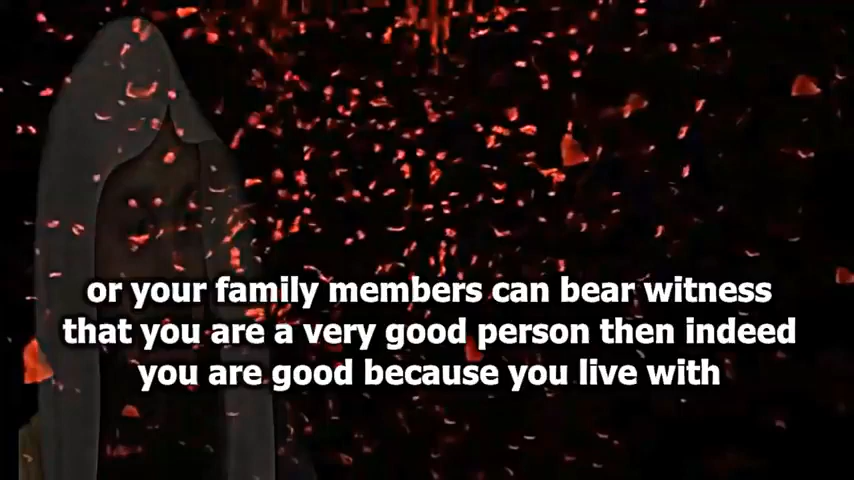 or your family members can bear witness
that you are a very good person then indeed
you are good because you live with